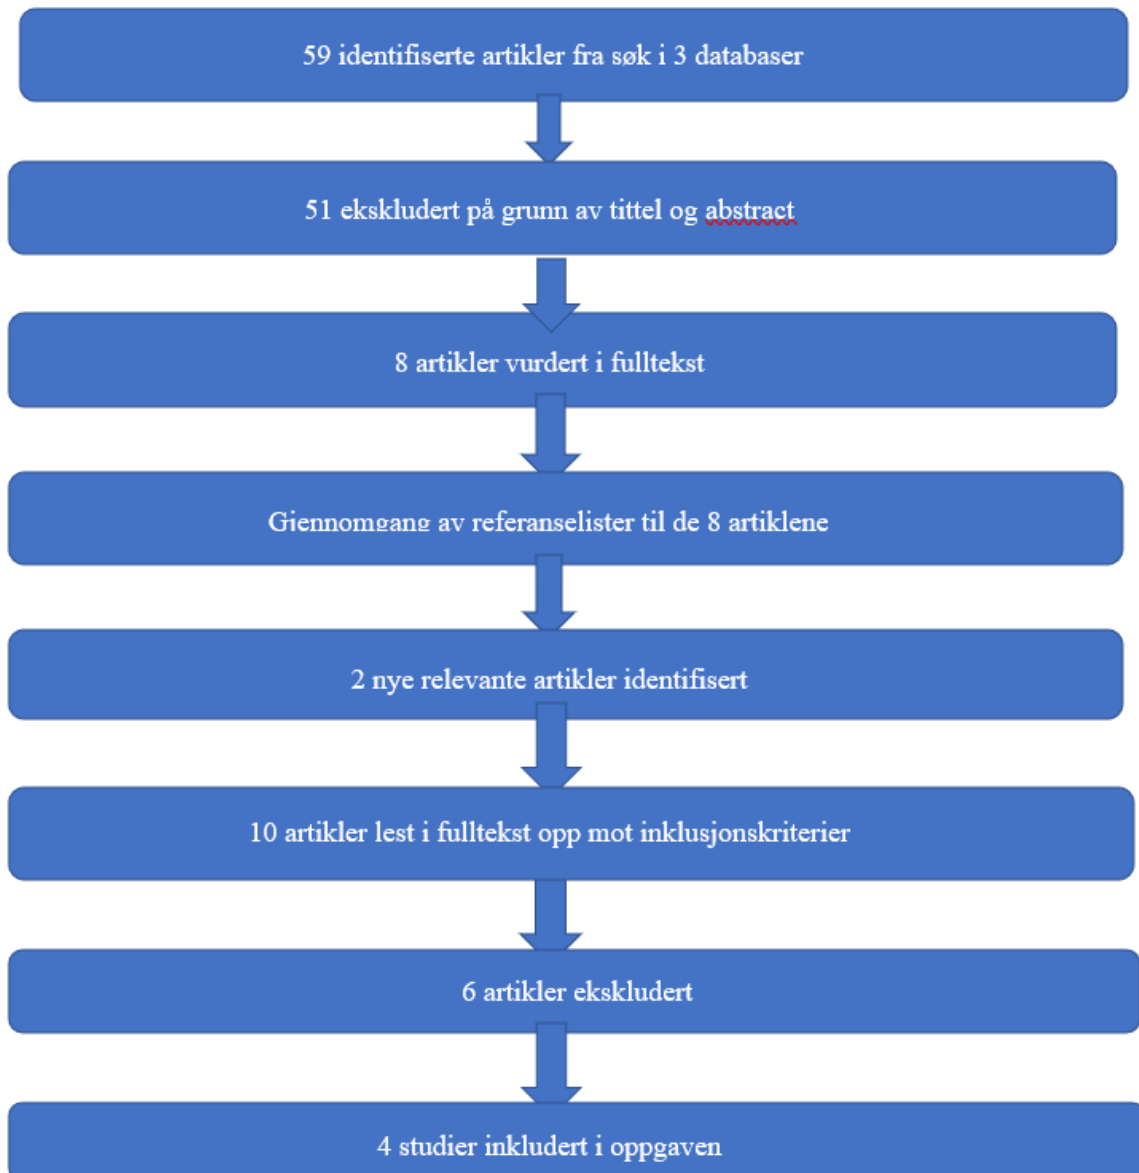 59 identifiserte artikler fra søk i 3 databaser
51 ekskludert på grunn av tittel og abstract
8 artikler vurdert i fulltekst
Gjennomgang av referanselister til de 8 artiklene
2 nye relevante artikler identifisert
10 artikler lest i fulltekst opp mot inklusjonskriterier
6 artikler ekskludert
4 studier inkludert i oppgaven